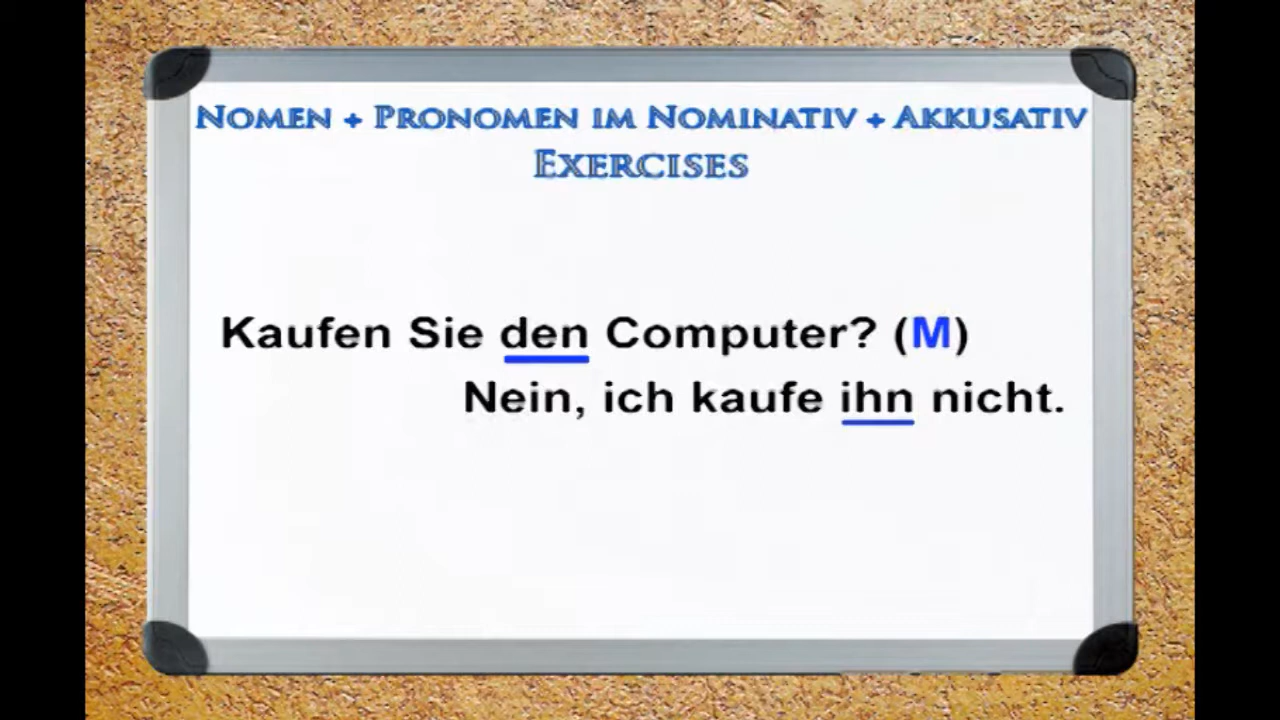 Nomen + Pronomen im Nominativ + Akkusativ
Exercises
Kaufen Sie den Computer? (M)
Nein, ich kaufe ihn nicht.